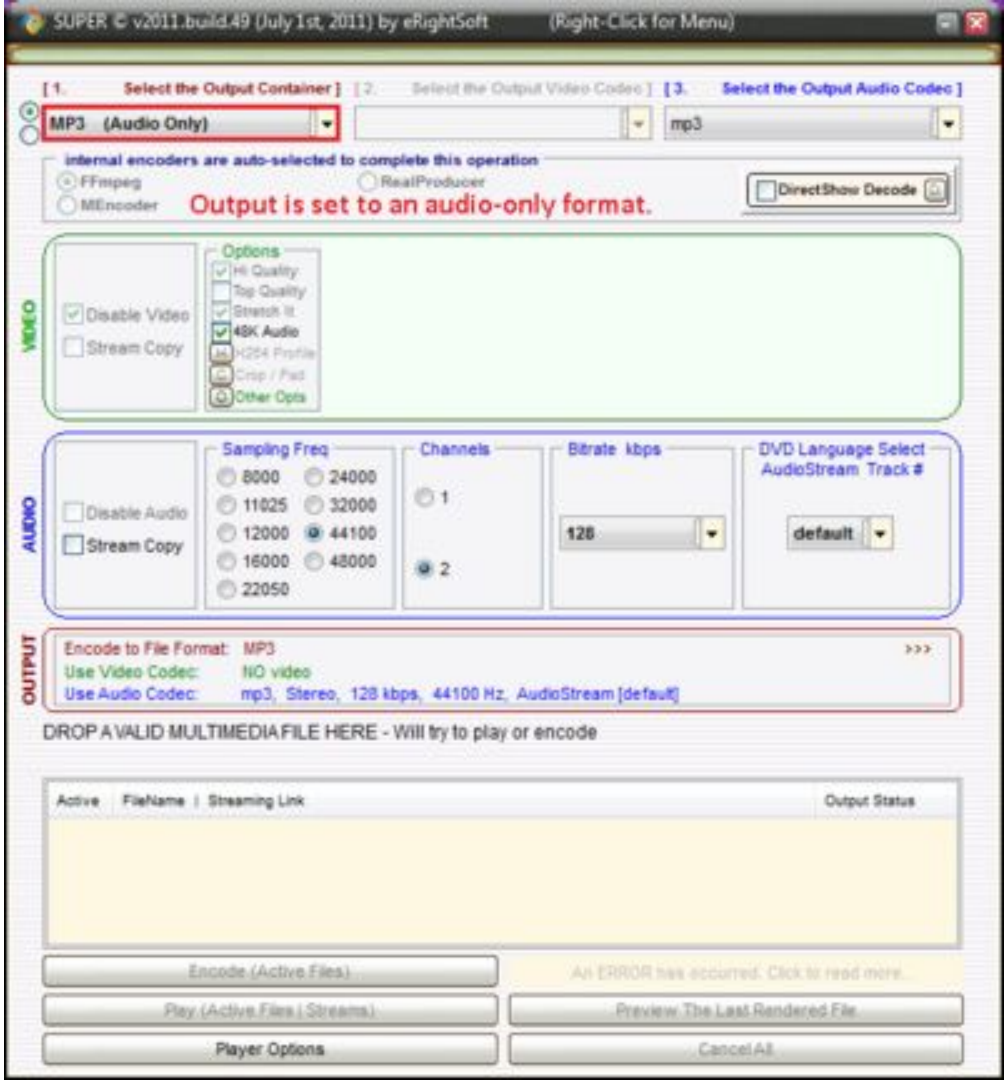 SUPER © v2011.build.49 (July 1st, 2011) by eRightSoft (Right-Click for Menu)
[1. Select the Output Container] [2. Select the Output Video Codec] [3. Select the Output Audio Codec]
MP3 (Audio Only) mp3
internal encoders are auto-selected to complete this operation
FFmpeg RealProducer DirectShow Decode
MEncoder Output is set to an audio-only format.
VIDEO
Options
Hi Quality
Top Quality
Disable Video Stretch It
48K Audio
Stream Copy H264 Profile
Crop / Pad
Other Opts
AUDIO
Sampling Freq Channels Bitrate kbps DVD Language Select
AudioStream Track #
8000 24000
11025 32000 1
Disable Audio
12000 44100 128 default
Stream Copy
16000 48000 2
22050
OUTPUT
Encode to File Format: MP3 >>>
Use Video Codec: NO video
Use Audio Codec: mp3, Stereo, 128 kbps, 44100 Hz, AudioStream [default]
DROP A VALID MULTIMEDIA FILE HERE - Will try to play or encode
Active FileName | Streaming Link Output Status
Encode (Active Files) An ERROR has occurred. Click to read more...
Play (Active Files | Streams) Preview The Last Rendered File
Player Options Cancel All